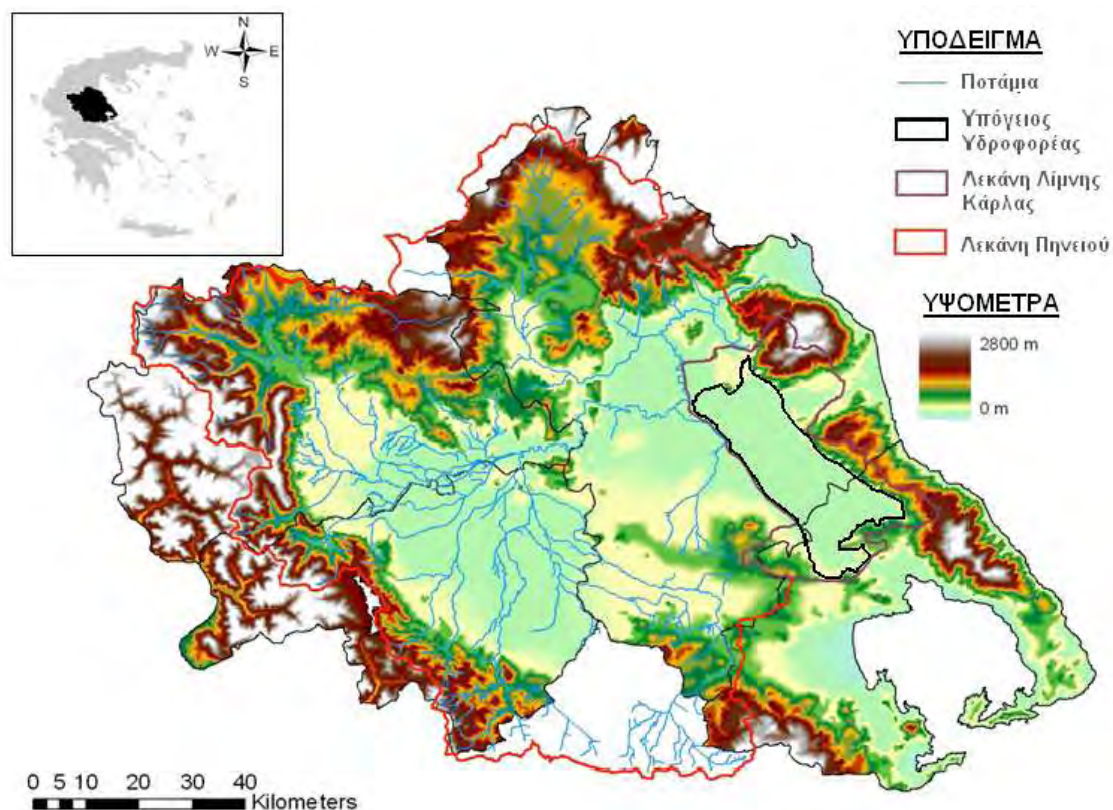 N
W E
S
ΥΠΟΔΕΙΓΜΑ
Ποτάμια
Υπόγειος
Υδροφορέας
Λεκάνη Λίμνης
Κάρλας
Λεκάνη Πηνειού
ΥΨΟΜΕΤΡΑ
2800 m
0 m
0 5 10 20 30 40
Kilometers